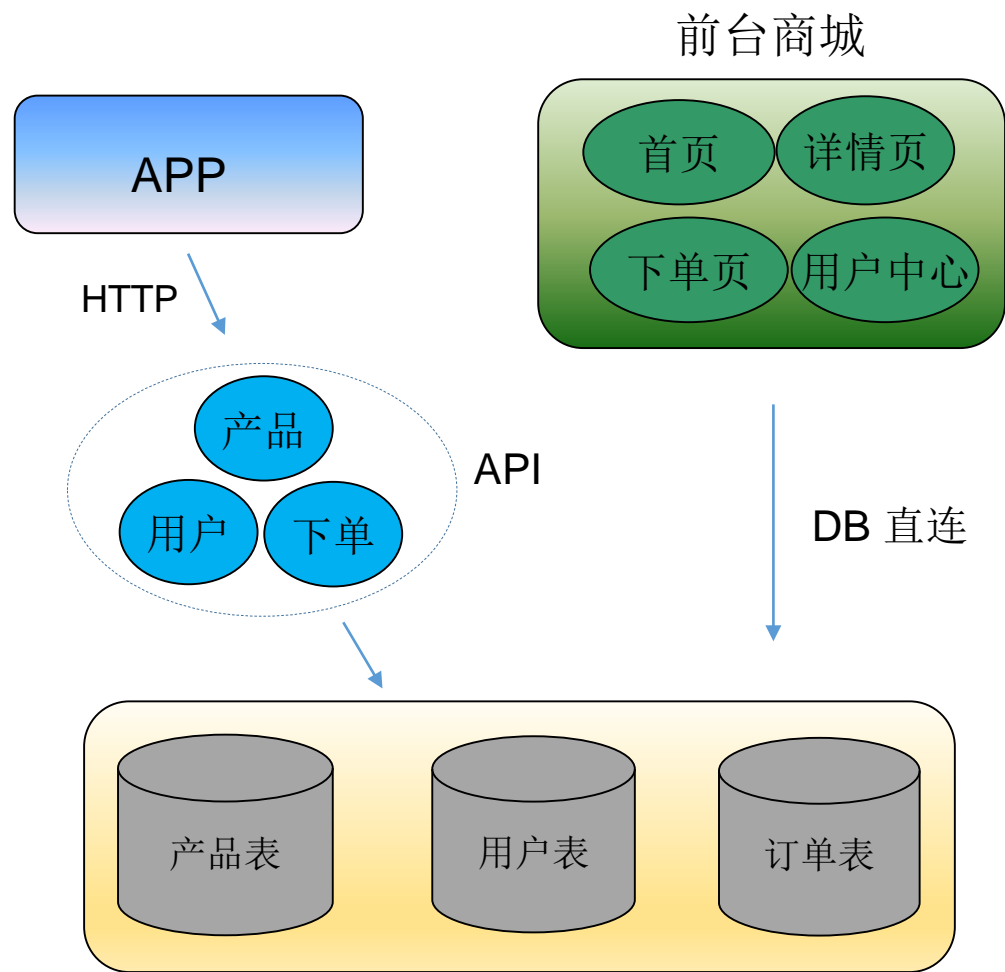 前台商城
APP
首页
详情页
下单页
用户中心
HTTP
产品
用户
下单
API
DB 直连
产品表
用户表
订单表